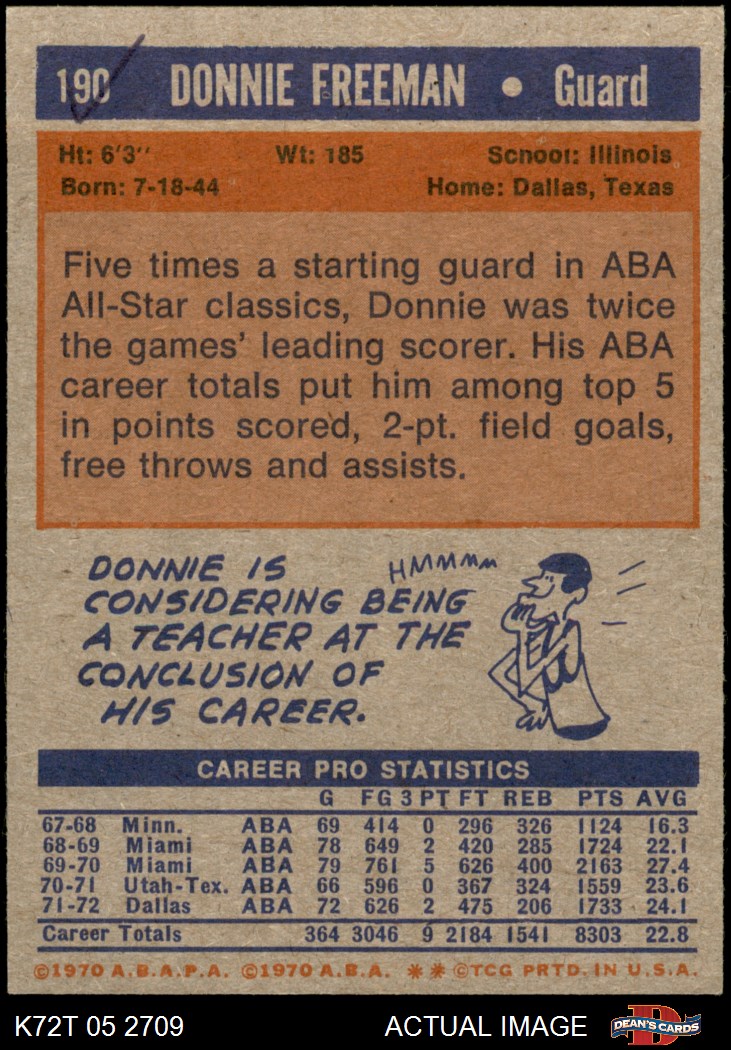 190 DONNIE FREEMAN • Guard
Ht: 6'3'' Wt: 185 School: Illinois
Born: 7-18-44 Home: Dallas, Texas
Five times a starting guard in ABA
All-Star classics, Donnie was twice
the games' leading scorer. His ABA
career totals put him among top 5
in points scored, 2-pt. field goals,
free throws and assists.
HMMMMM
DONNIE IS
CONSIDERING BEING
A TEACHER AT THE
CONCLUSION OF
HIS CAREER.
CAREER PRO STATISTICS
G FG 3 PT FT REB PTS AVG
67-68 Minn. ABA 69 414 0 296 326 1124 16.3
68-69 Miami ABA 78 649 2 420 285 1724 22.1
69-70 Miami ABA 79 761 5 626 400 2163 27.4
70-71 Utah-Tex. ABA 66 596 0 367 324 1559 23.6
71-72 Dallas ABA 72 626 2 475 206 1733 24.1
Career Totals 364 3046 9 2184 1541 8303 22.8
©1970 A.B.A.P.A. ©1970 A.B.A. ** ©TCG PRTD. IN U.S.A.
K72T 05 2709 ACTUAL IMAGE DEAN'S CARDS